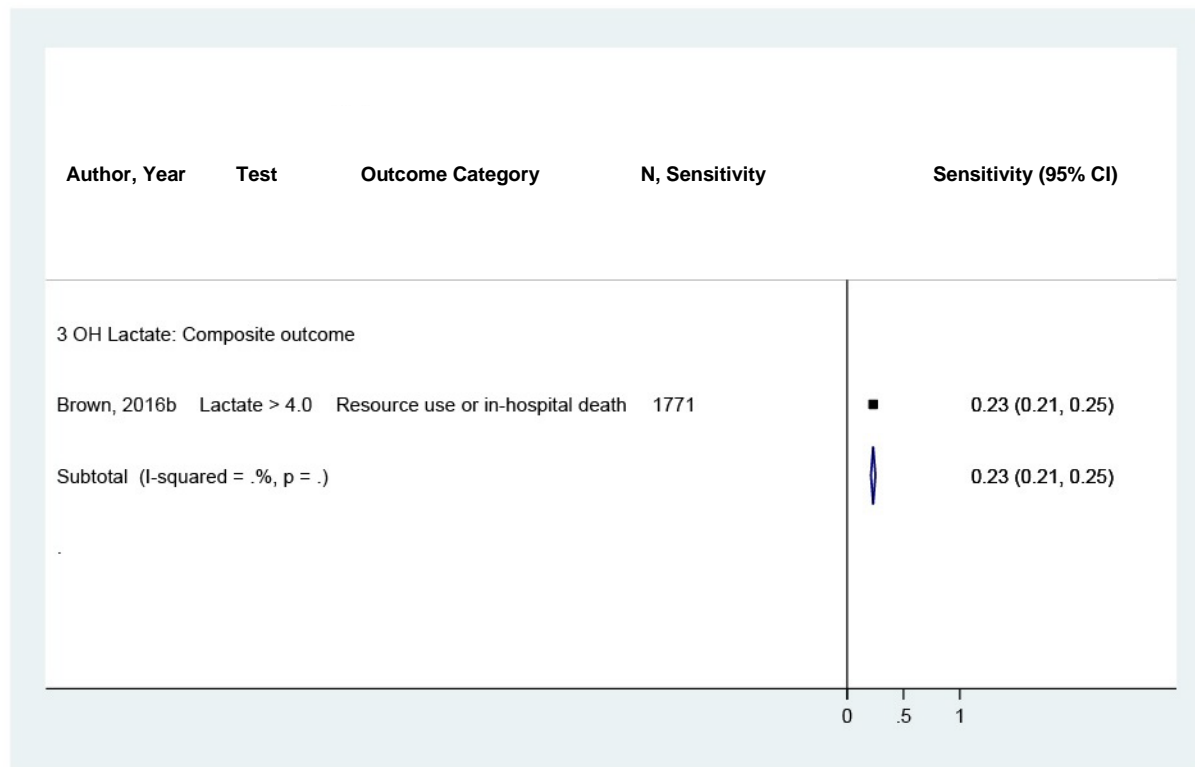 Author, Year Test Outcome Category N, Sensitivity Sensitivity (95% CI)
3 OH Lactate: Composite outcome
Brown, 2016b Lactate > 4.0 Resource use or in-hospital death 1771 0.23 (0.21, 0.25)
Subtotal (I-squared = .%, p = .) 0.23 (0.21, 0.25)
.
0 .5 1